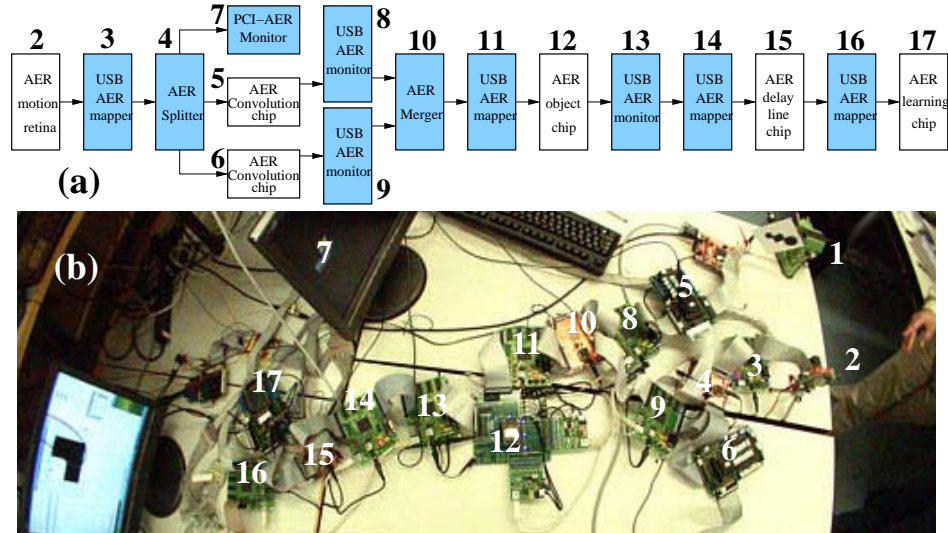 2 3 4 7 8 10 11 12 13 14 15 16 17
AER
motion
retina
USB
AER
mapper
AER
Splitter
PCI-AER
Monitor
5
AER
Convolution
chip
6
AER
Convolution
chip
USB
AER
monitor
USB
AER
monitor
9
AER
Merger
USB
AER
mapper
AER
object
chip
USB
AER
monitor
USB
AER
mapper
AER
delay
line
chip
USB
AER
mapper
AER
learning
chip
(a)
(b)
7
1
5
8
10
11
2
3
4
17
14
13
9
12
6
15
16